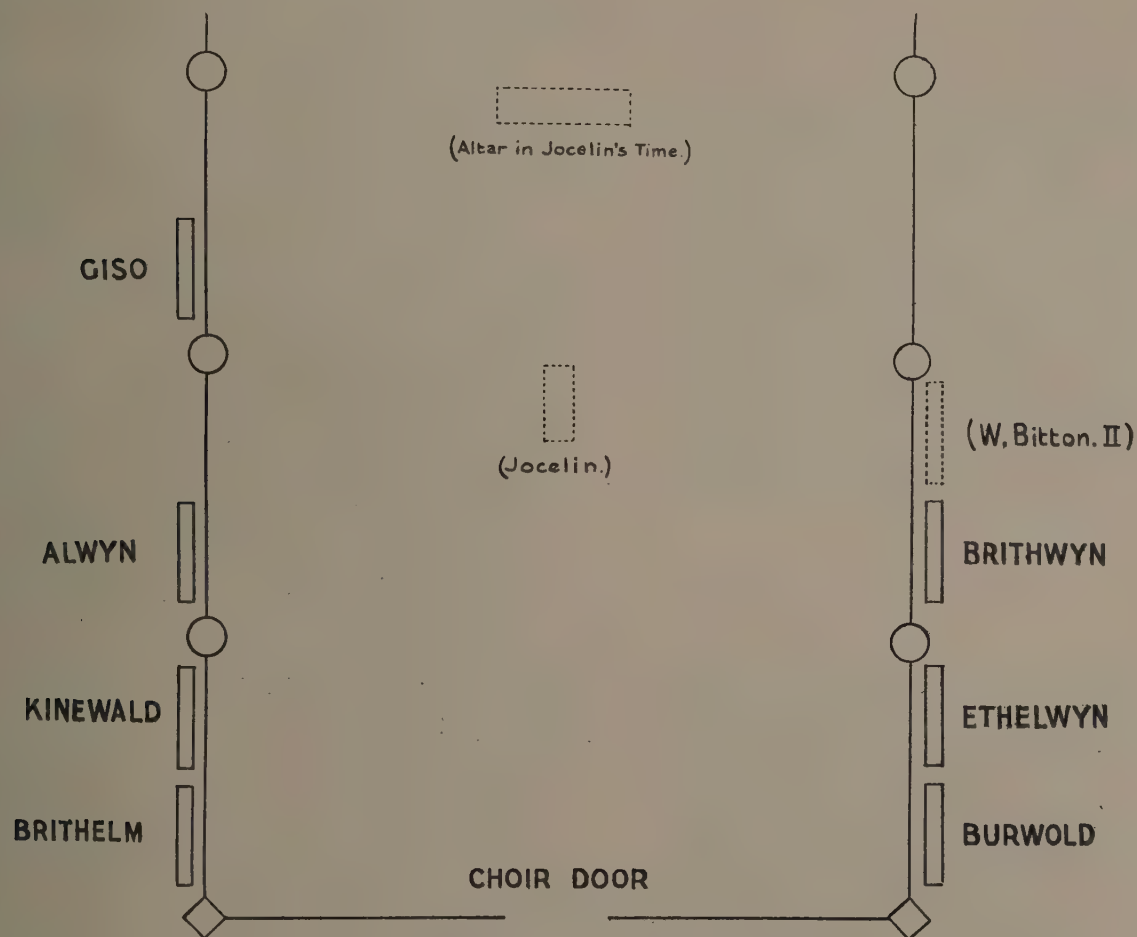 (Altar in Jocelin's Time.)
GISO
(W. Bitton. II)
(Jocelin.)
ALWYN
BRITHWYN
KINEWALD
ETHELWYN
BRITHELM
BURWOLD
CHOIR DOOR